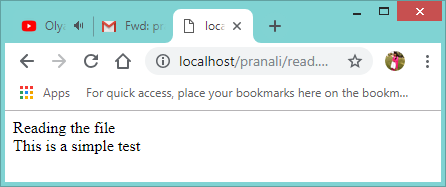 Olya
Fwd: pr
loca
localhost/pranali/read....
Apps
For quick access, place your bookmarks here on the bookm...
Reading the file
This is a simple test